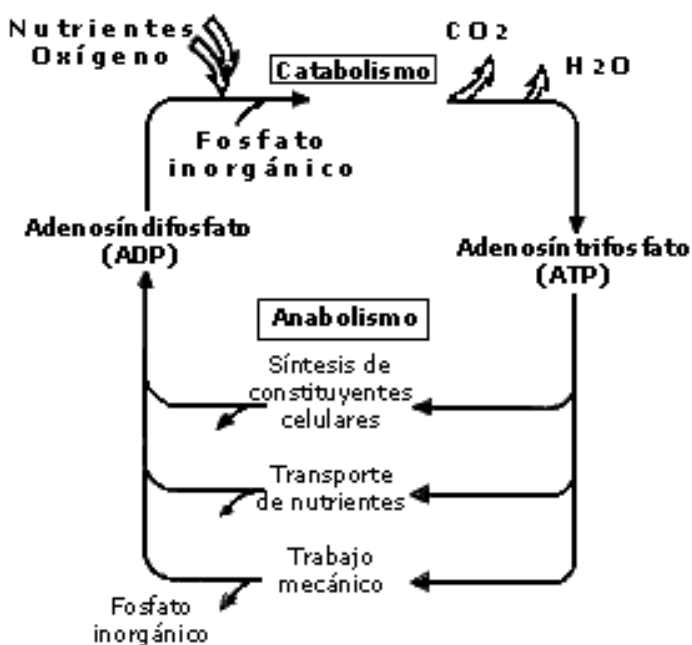 Nutrientes
Oxígeno
CO2
Catabolismo
H2O
Fosfato
inorgánico
Adenosíndifosfato
(ADP)
Adenosíntrifosfato
(ATP)
Anabolismo
Síntesis de
constituyentes
celulares
Transporte
de nutrientes
Trabajo
mecánico
Fosfato
inorgánico